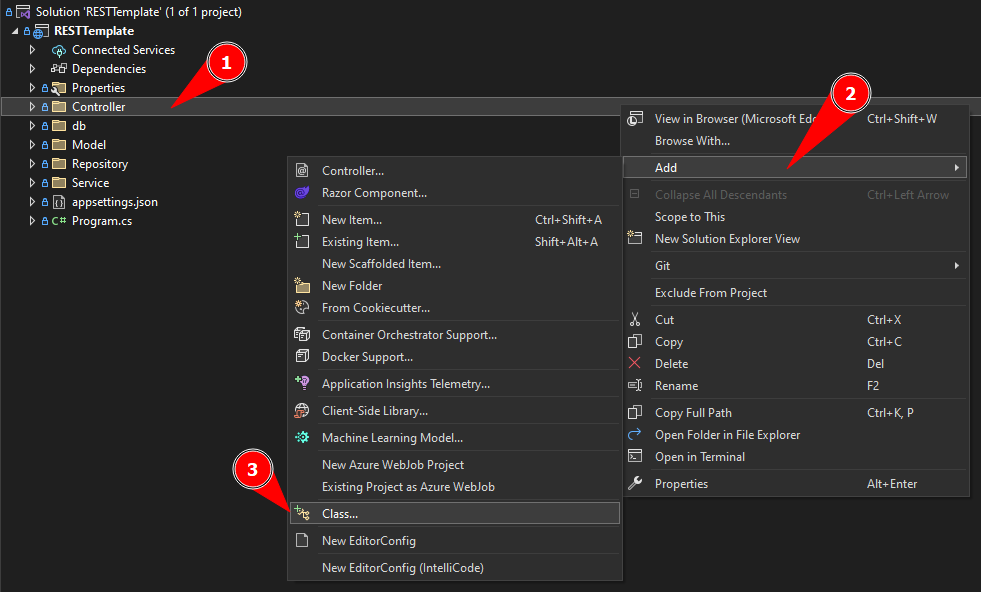 Solution 'RESTTemplate' (1 of 1 project)
RESTTemplate
Connected Services
Dependencies
Properties
Controller
db
Model
Repository
Service
appsettings.json
C# Program.cs
1
2
View in Browser (Microsoft Edg Ctrl+Shift+W
Browse With...
Add
Collapse All Descendants Ctrl+Left Arrow
Scope to This
New Solution Explorer View
Git
Exclude From Project
Cut Ctrl+X
Copy Ctrl+C
Delete Del
Rename F2
Copy Full Path Ctrl+K, P
Open Folder in File Explorer
Open in Terminal
Properties Alt+Enter
Controller...
Razor Component...
New Item... Ctrl+Shift+A
Existing Item... Shift+Alt+A
New Scaffolded Item...
New Folder
From Cookiecutter...
Container Orchestrator Support...
Docker Support...
Application Insights Telemetry...
Client-Side Library...
Machine Learning Model...
New Azure WebJob Project
Existing Project as Azure WebJob
3
Class...
New EditorConfig
New EditorConfig (IntelliCode)